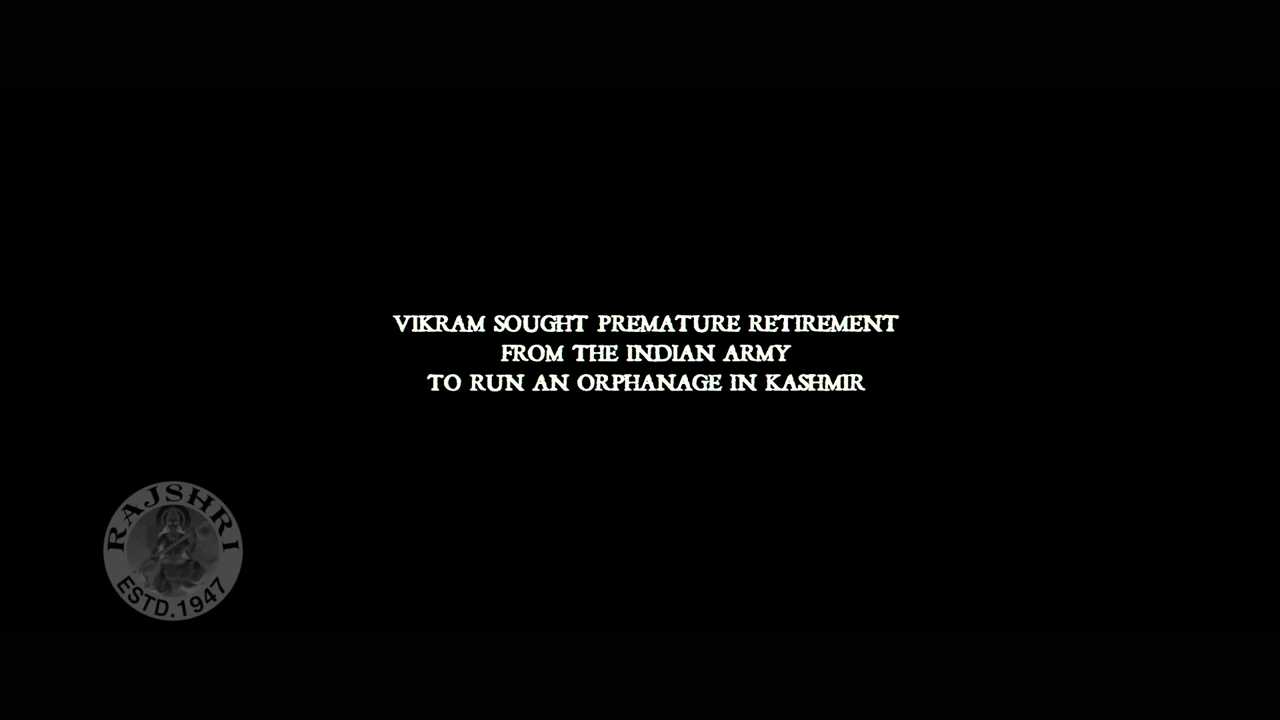 VIKRAM SOUGHT PREMATURE RETIREMENT
FROM THE INDIAN ARMY
TO RUN AN ORPHANAGE IN KASHMIR
RAJSHRI
ESTD.1947